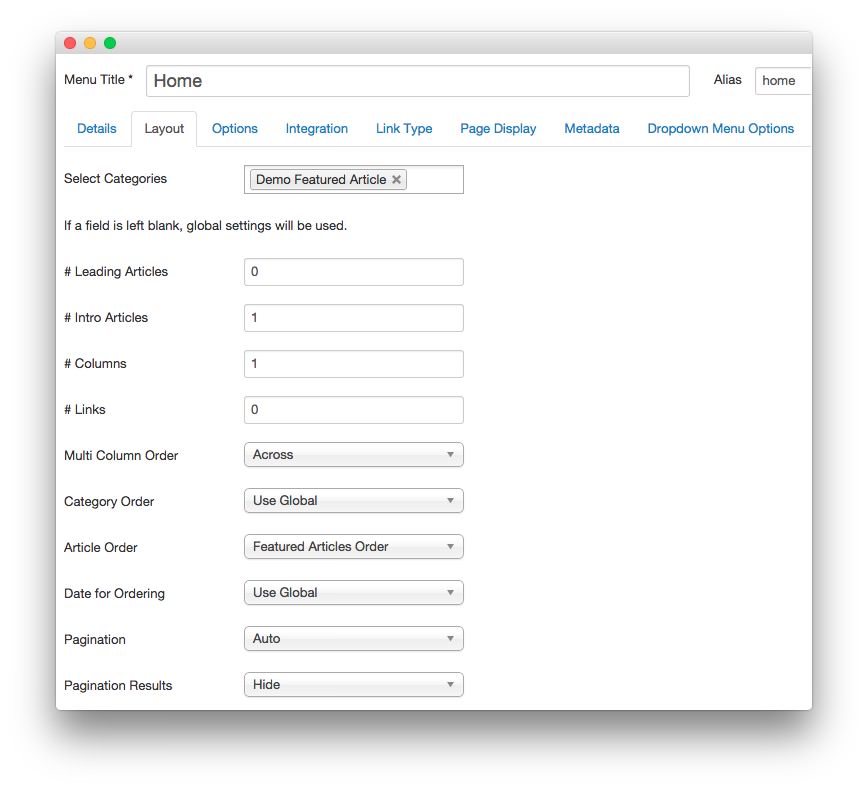 Menu Title * Home Alias home
Details Layout Options Integration Link Type Page Display Metadata Dropdown Menu Options
Select Categories Demo Featured Article ×
If a field is left blank, global settings will be used.
# Leading Articles 0
# Intro Articles 1
# Columns 1
# Links 0
Multi Column Order Across
Category Order Use Global
Article Order Featured Articles Order
Date for Ordering Use Global
Pagination Auto
Pagination Results Hide